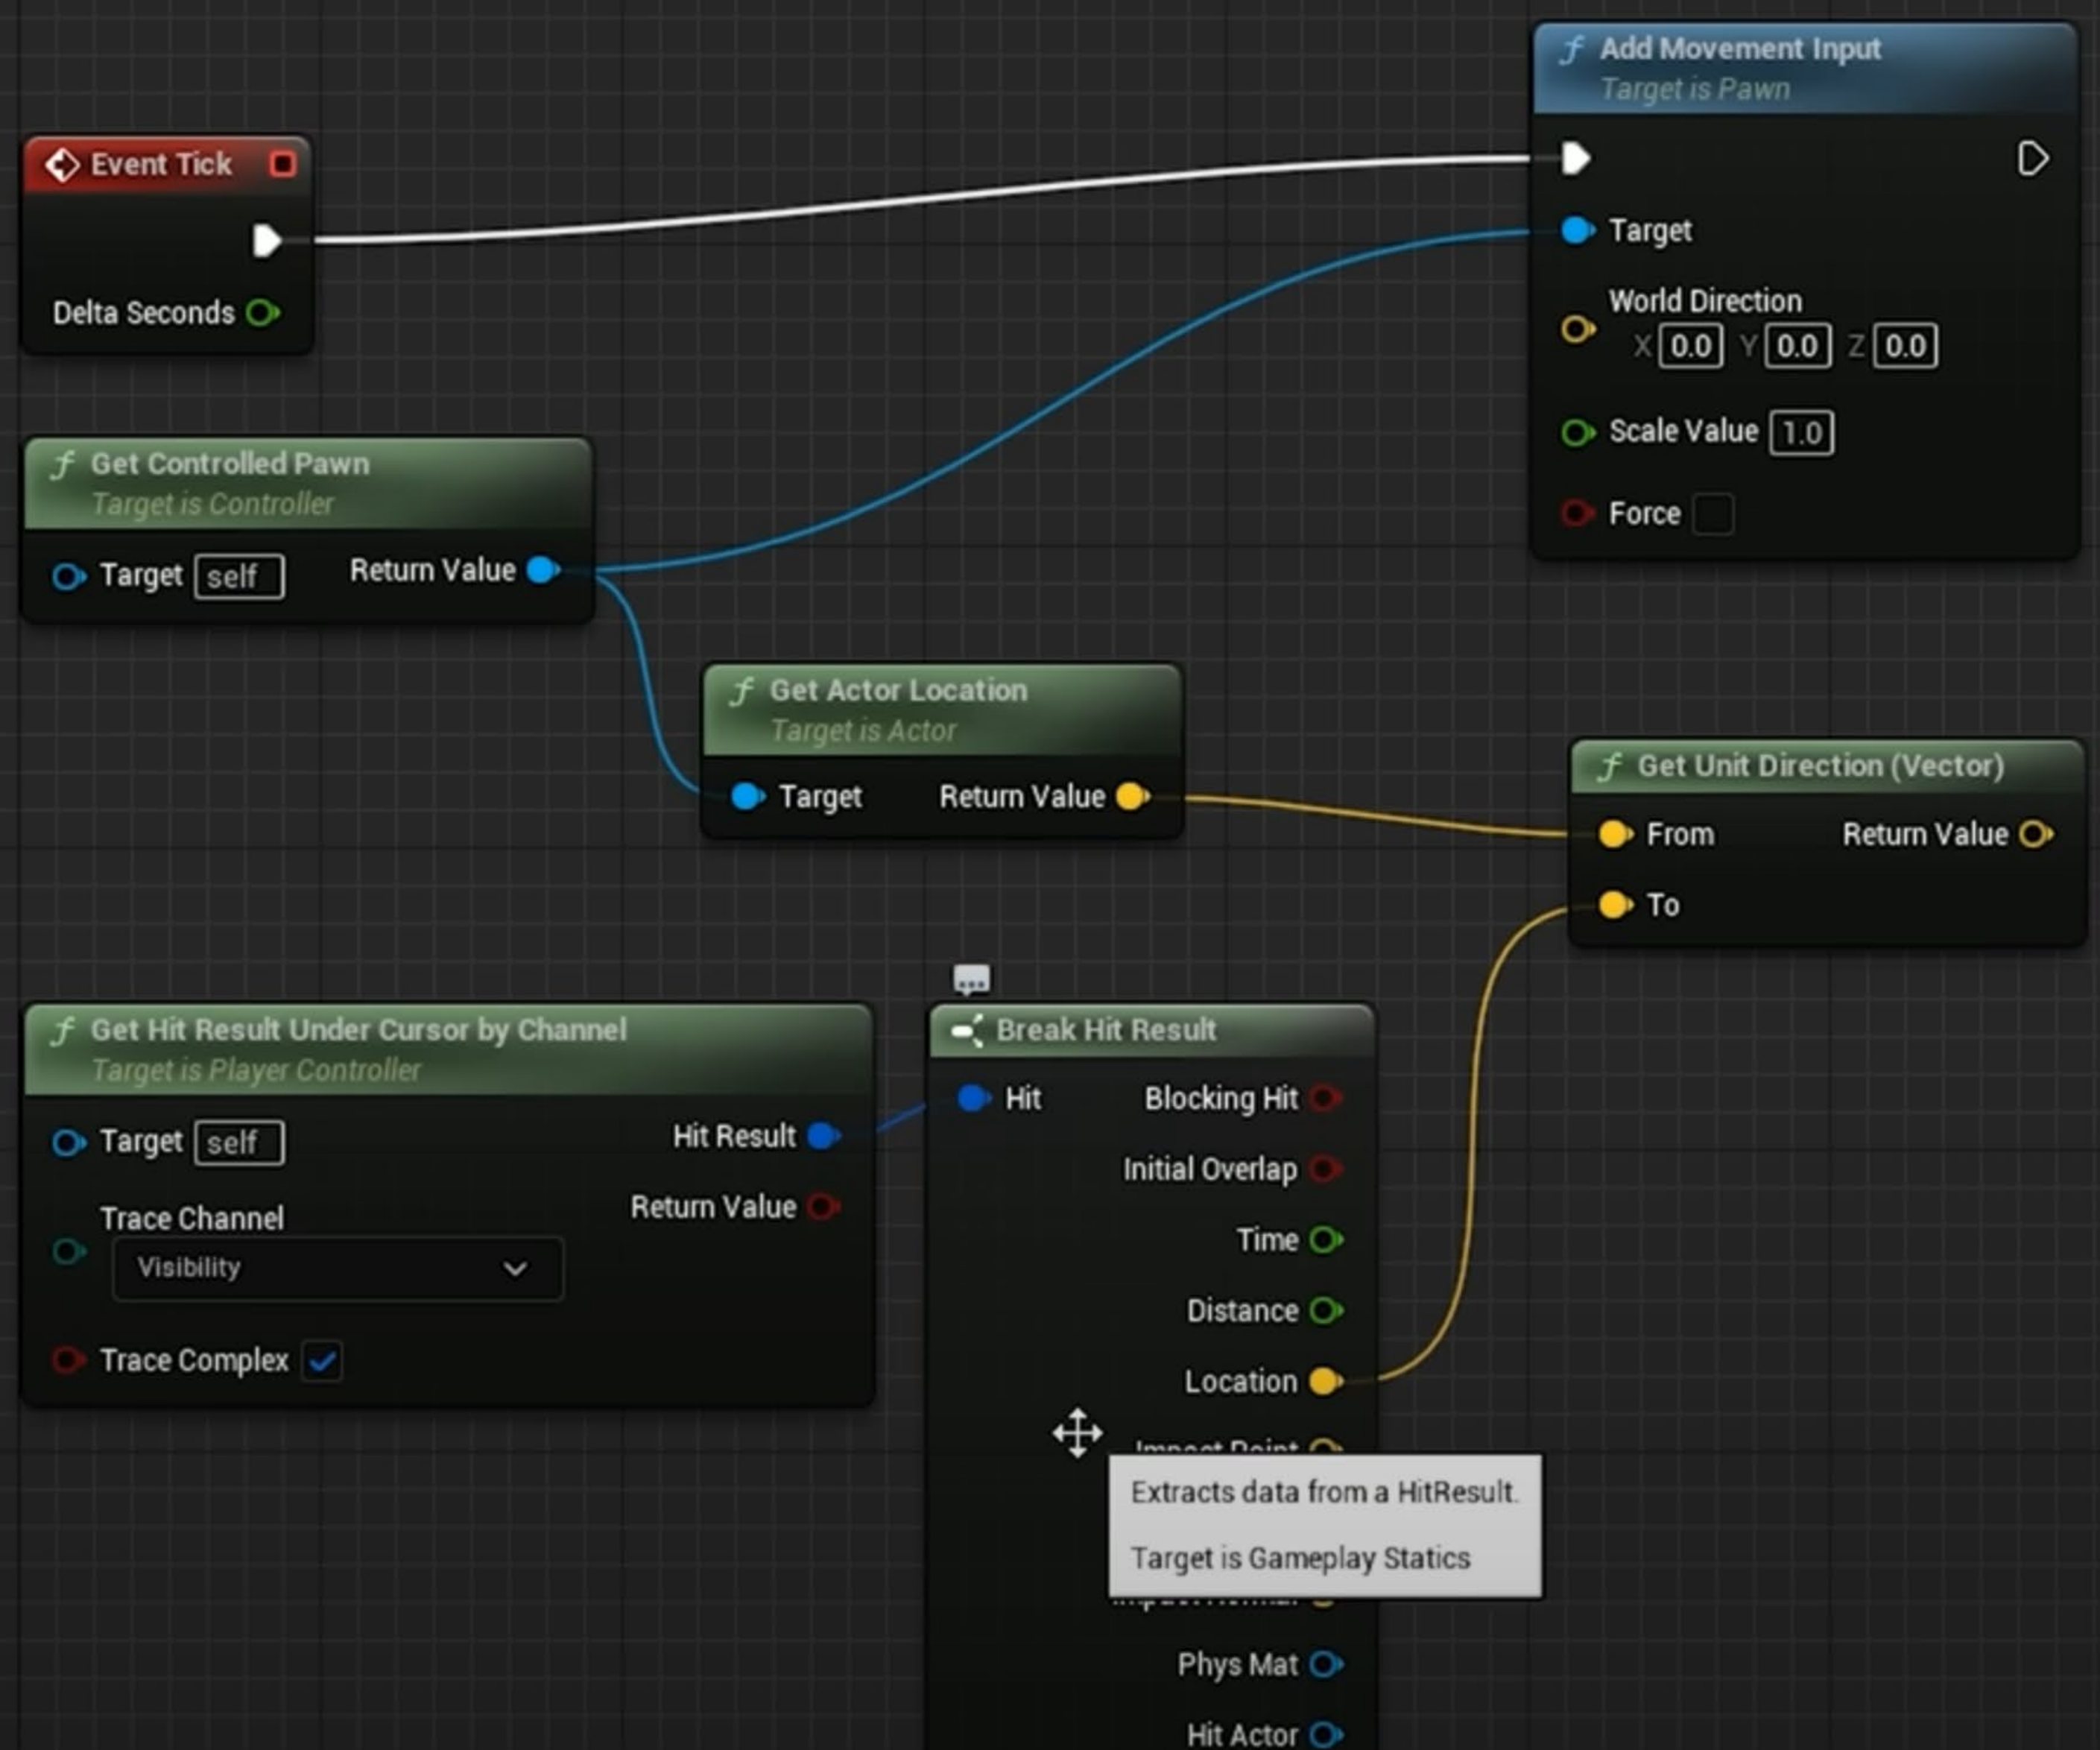 Add Movement Input
Target is Pawn
Event Tick
Delta Seconds
Target
World Direction
X 0.0 Y 0.0 Z 0.0
Scale Value 1.0
Force
Get Controlled Pawn
Target is Controller
Target self Return Value
Get Actor Location
Target is Actor
Target Return Value
Get Unit Direction (Vector)
From Return Value
To
Get Hit Result Under Cursor by Channel
Target is Player Controller
Target self
Hit Result
Return Value
Trace Channel
Visibility
Trace Complex
Break Hit Result
Hit Blocking Hit
Initial Overlap
Time
Distance
Location
Impact Point
Extracts data from a HitResult.
Target is Gameplay Statics
Phys Mat
Hit Actor